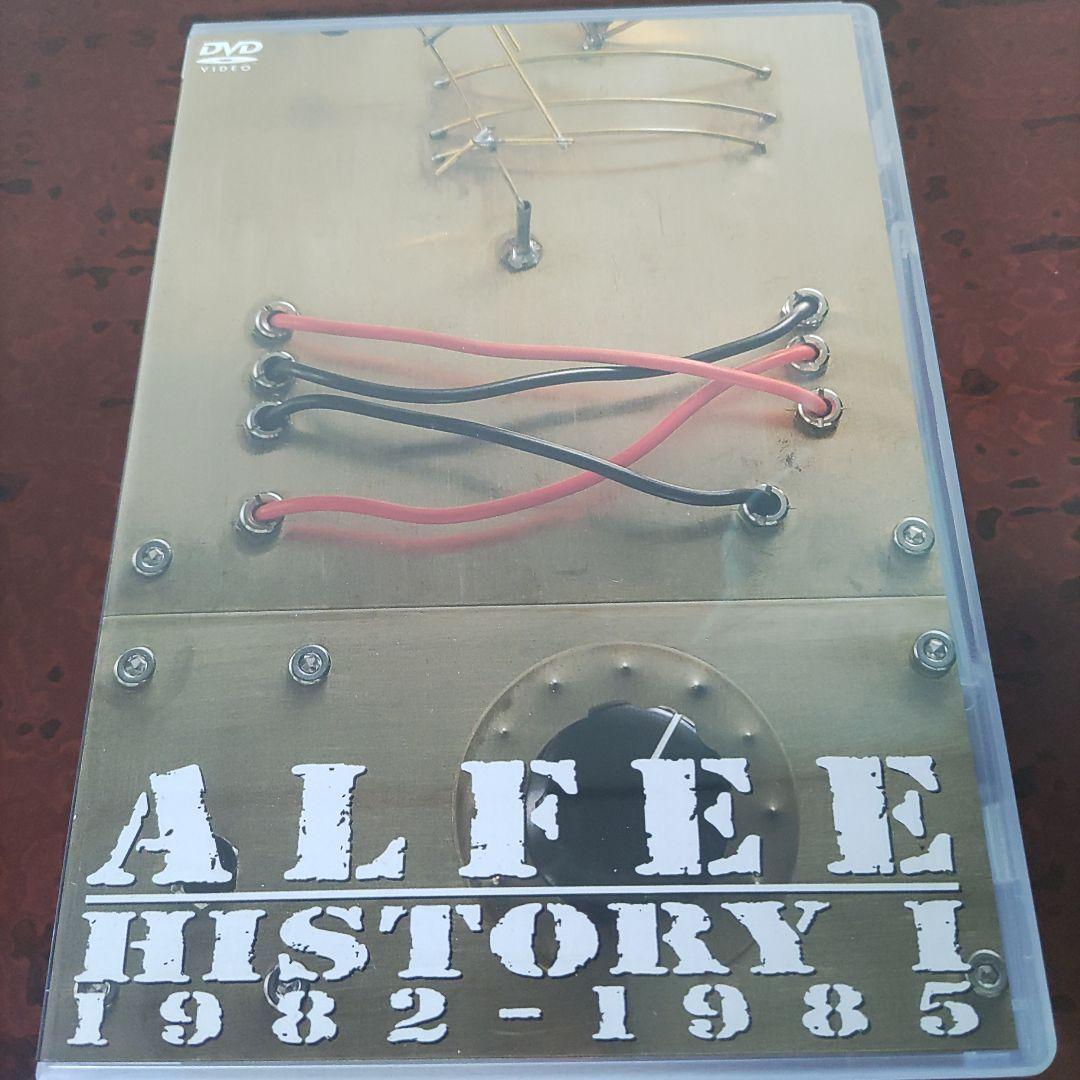 DVD
VIDEO
ALFEE
HISTORY I
1982-1985